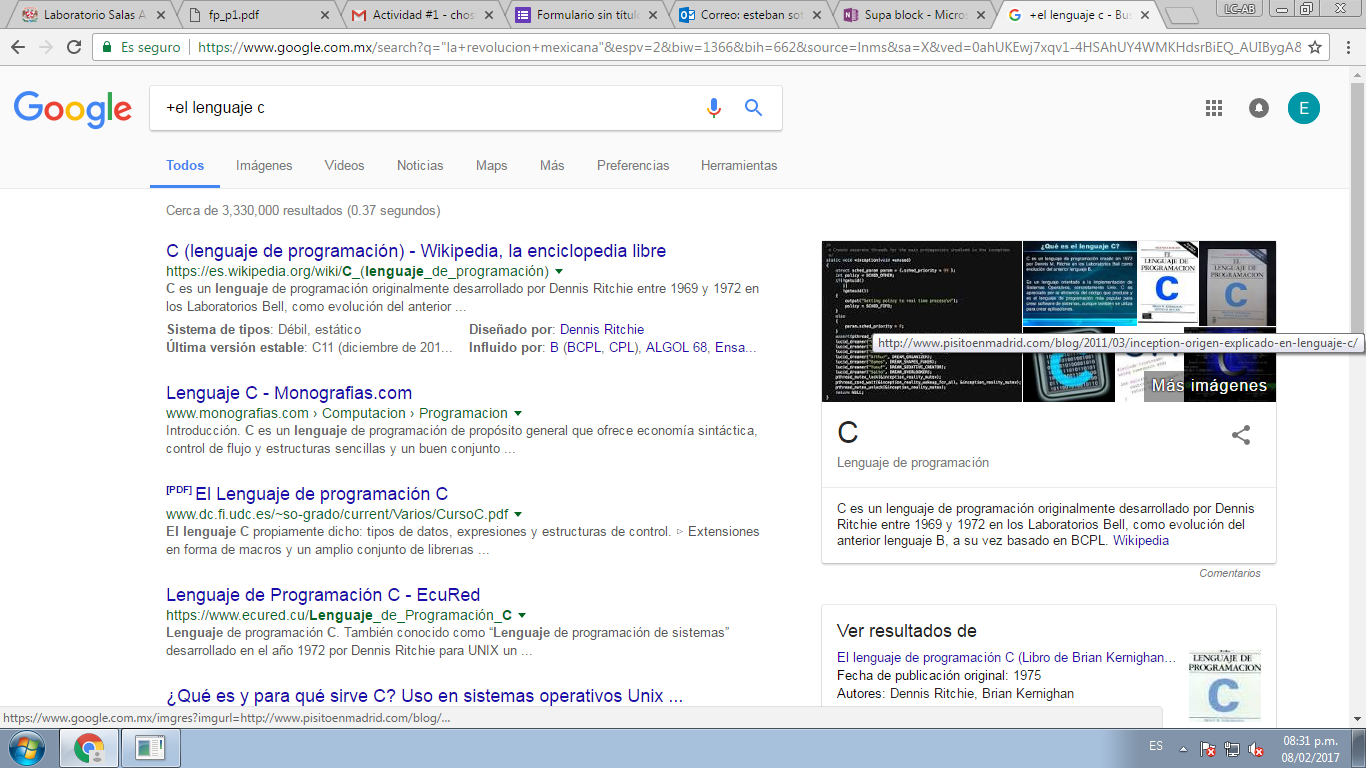 Laboratorio Salas A
fp_p1.pdf
Actividad #1 - chos
Formulario sin título
Correo: esteban sot
Supa block - Micros
+el lenguaje c - Bus
LC-AB
Es seguro
https://www.google.com.mx/search?q="la+revolucion+mexicana"&espv=2&biw=1366&bih=662&source=lnms&sa=X&ved=0ahUKEwj7xqv1-4HSAhUY4WMKHdsrBiEQ_AUIBygA&
Google
+el lenguaje c
E
Todos
Imágenes
Videos
Noticias
Maps
Más
Preferencias
Herramientas
Cerca de 3,330,000 resultados (0.37 segundos)
C (lenguaje de programación) - Wikipedia, la enciclopedia libre
https://es.wikipedia.org/wiki/C_(lenguaje_de_programación)
C es un lenguaje de programación originalmente desarrollado por Dennis Ritchie entre 1969 y 1972 en
los Laboratorios Bell, como evolución del anterior ...
Sistema de tipos: Débil, estático
Diseñado por: Dennis Ritchie
Última versión estable: C11 (diciembre de 201...
Influido por: B (BCPL, CPL), ALGOL 68, Ensa...
Lenguaje C - Monografias.com
www.monografias.com › Computacion › Programacion
Introducción. C es un lenguaje de programación de propósito general que ofrece economía sintáctica,
control de flujo y estructuras sencillas y un buen conjunto ...
[PDF] El Lenguaje de programación C
www.dc.fi.udc.es/~so-grado/current/Varios/CursoC.pdf
El lenguaje C propiamente dicho: tipos de datos, expresiones y estructuras de control. ▹ Extensiones
en forma de macros y un amplio conjunto de librerıas ...
Lenguaje de Programación C - EcuRed
https://www.ecured.cu/Lenguaje_de_Programación_C
Lenguaje de programación C. También conocido como “Lenguaje de programación de sistemas”
desarrollado en el año 1972 por Dennis Ritchie para UNIX un ...
¿Qué es y para qué sirve C? Uso en sistemas operativos Unix ...
¿Qué es el lenguaje C?
EL
LENGUAJE DE
PROGRAMACION
C
EL
LENGUAJE DE
PROGRAMACION
C
http://www.pisitoenmadrid.com/blog/2011/03/inception-origen-explicado-en-lenguaje-c/
Más imágenes
C
Lenguaje de programación
C es un lenguaje de programación originalmente desarrollado por Dennis
Ritchie entre 1969 y 1972 en los Laboratorios Bell, como evolución del
anterior lenguaje B, a su vez basado en BCPL. Wikipedia
Comentarios
Ver resultados de
El lenguaje de programación C (Libro de Brian Kernighan...
Fecha de publicación original: 1975
Autores: Dennis Ritchie, Brian Kernighan
LENGUAJE DE
PROGRAMACION
C
https://www.google.com.mx/imgres?imgurl=http://www.pisitoenmadrid.com/blog/...
ES
08:31 p.m.
08/02/2017